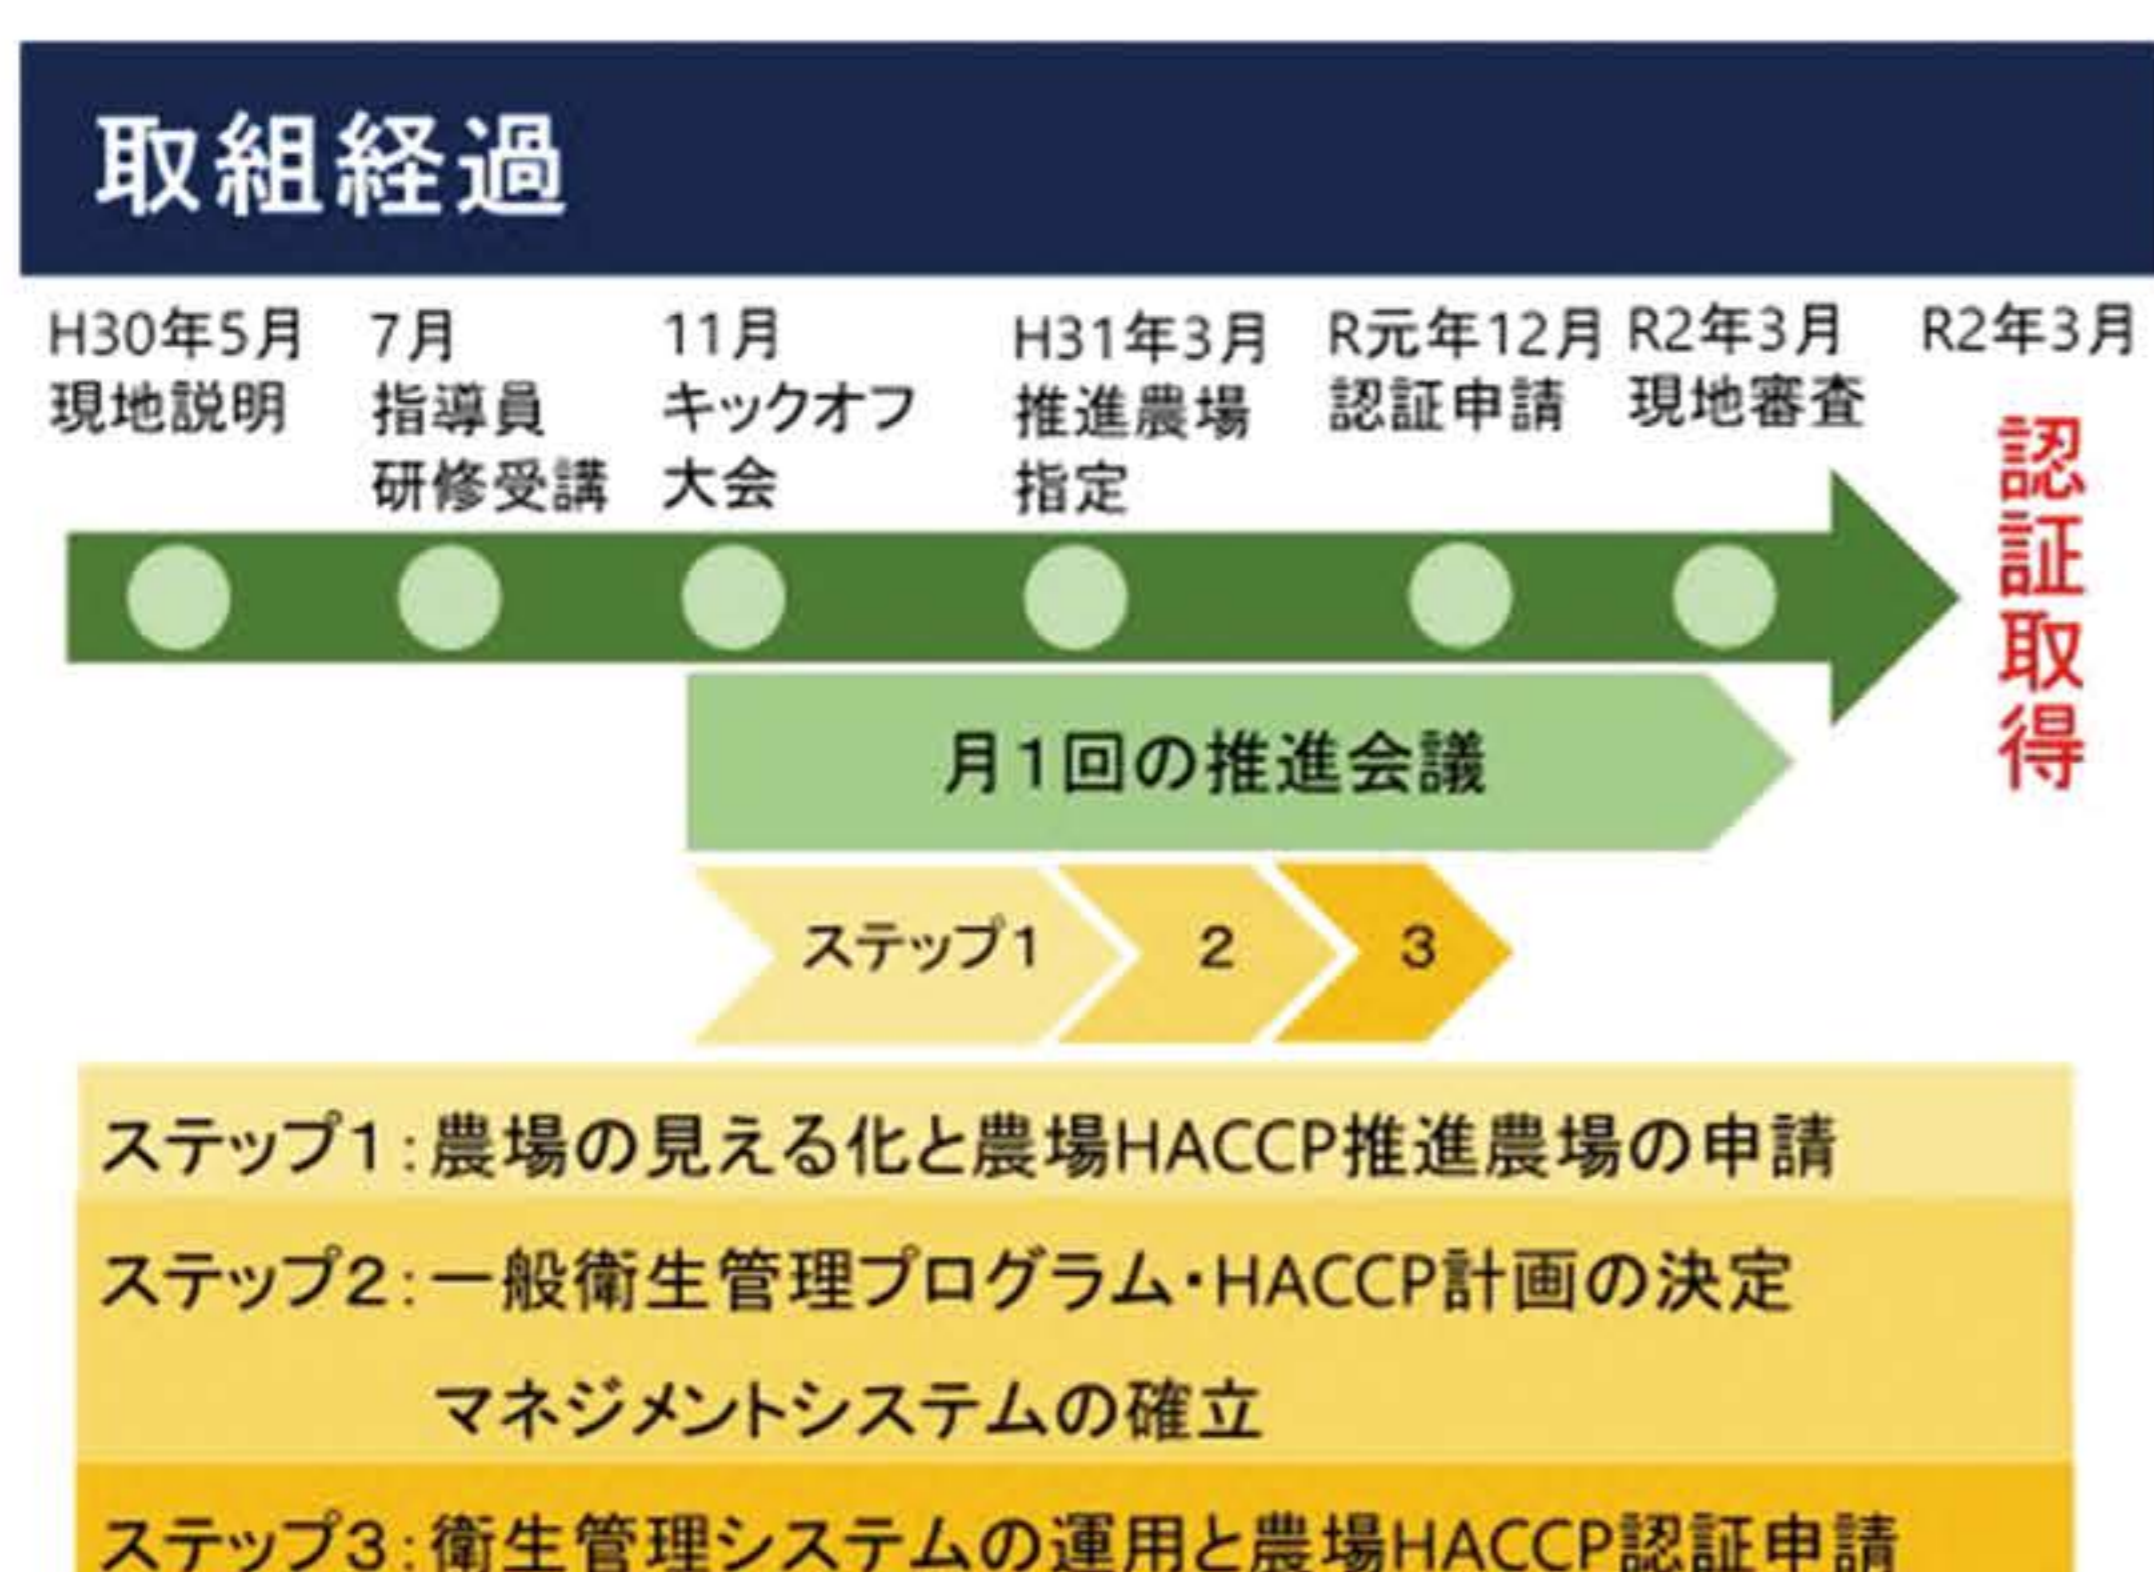 取組経過
H30年5月
現地説明
7月
指導員
研修受講
11月
キックオフ
大会
H31年3月
推進農場
指定
R元年12月
認証申請
R2年3月
現地審査
R2年3月
認証取得
月1回の推進会議
ステップ1
2
3
ステップ1:農場の見える化と農場HACCP推進農場の申請
ステップ2:一般衛生管理プログラム・HACCP計画の決定
マネジメントシステムの確立
ステップ3:衛生管理システムの運用と農場HACCP認証申請